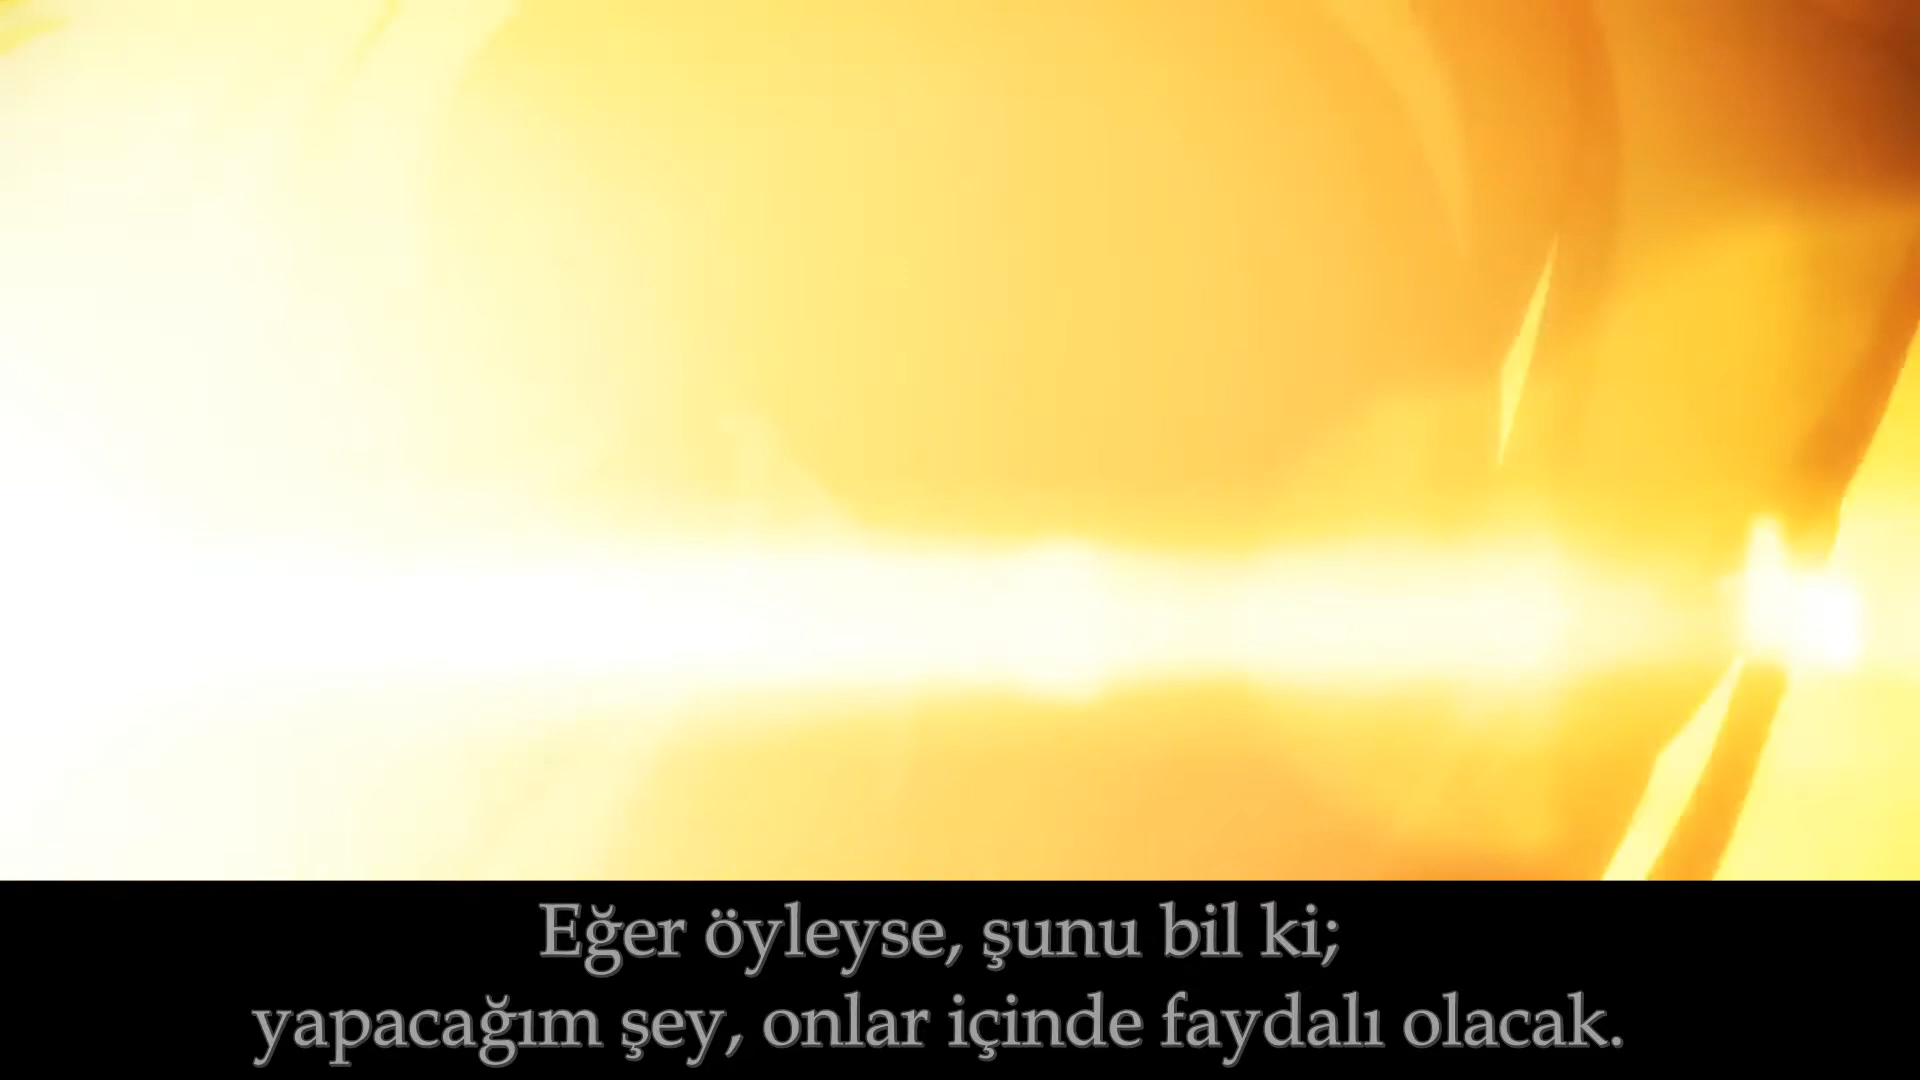 Eğer öyleyse, şunu bil ki;
yapacağım şey, onlar içinde faydalı olacak.